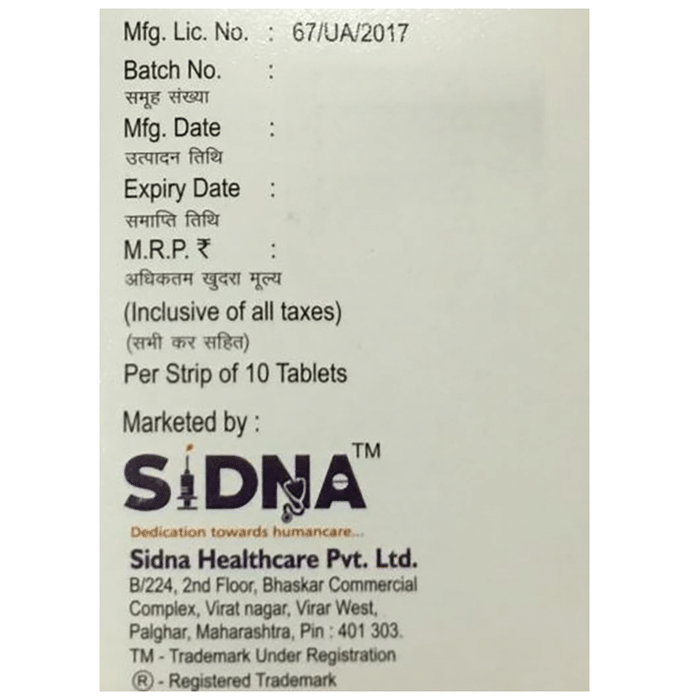 Mfg. Lic. No. : 67/UA/2017
Batch No. :
समूह संख्या
Mfg. Date :
उत्पादन तिथि
Expiry Date :
समाप्ति तिथि
M.R.P. ₹ :
अधिकतम खुदरा मूल्य
(Inclusive of all taxes)
(सभी कर सहित)
Per Strip of 10 Tablets
Marketed by :
SiDNA™
Dedication towards humancare...
Sidna Healthcare Pvt. Ltd.
B/224, 2nd Floor, Bhaskar Commercial
Complex, Virat nagar, Virar West,
Palghar, Maharashtra, Pin : 401 303.
TM - Trademark Under Registration
® - Registered Trademark